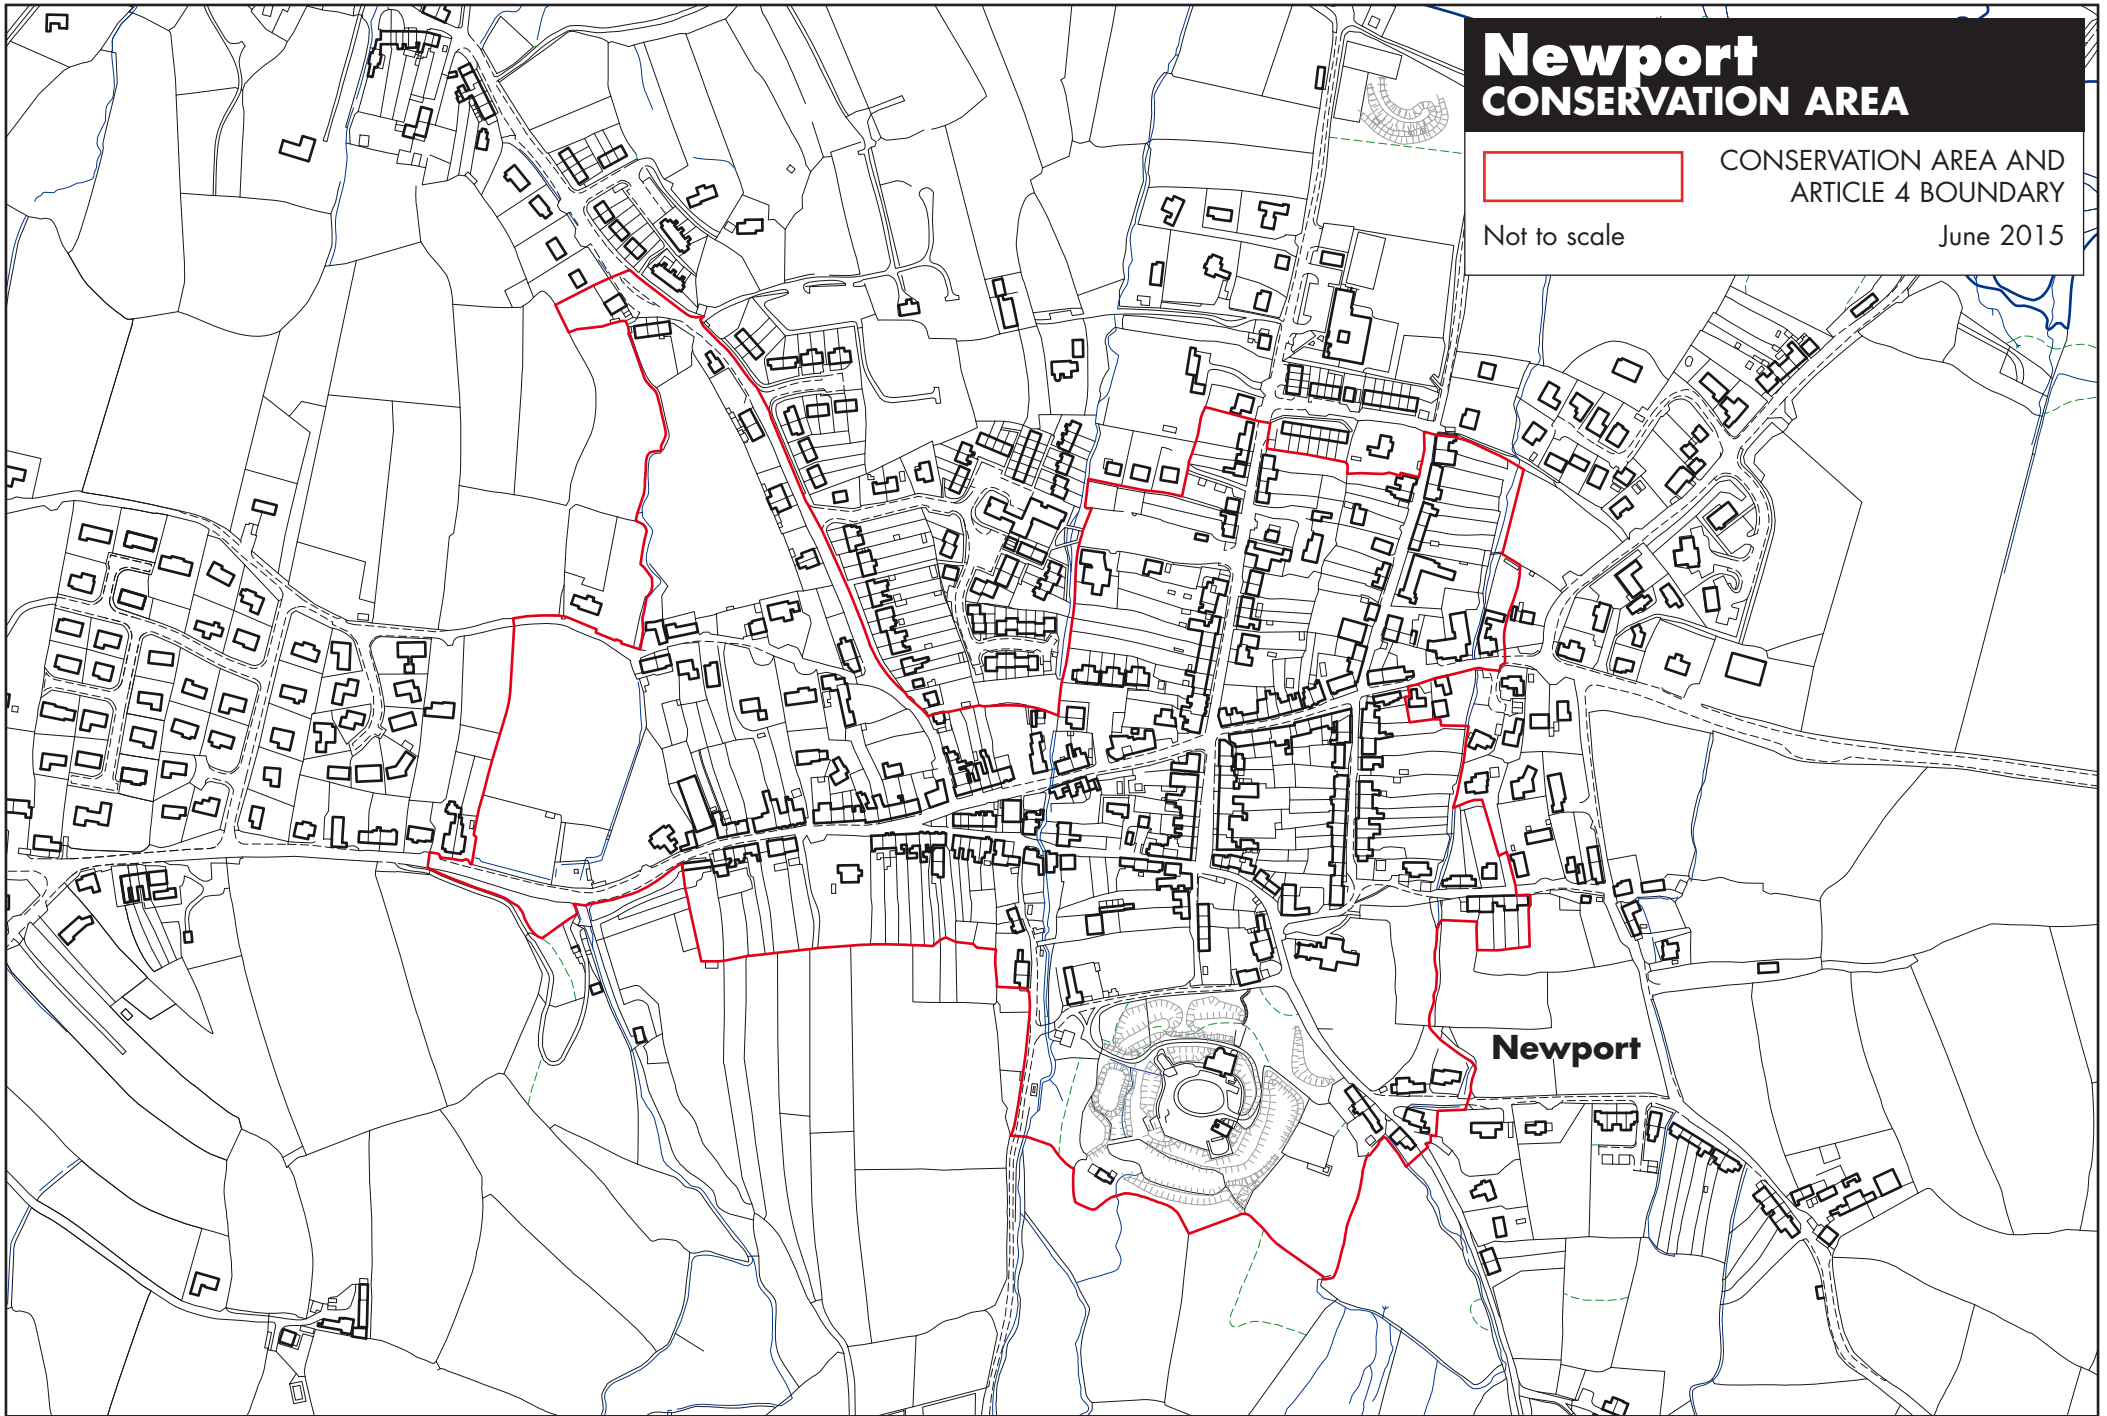 Newport
CONSERVATION AREA
CONSERVATION AREA AND
ARTICLE 4 BOUNDARY
Not to scale
June 2015
Newport